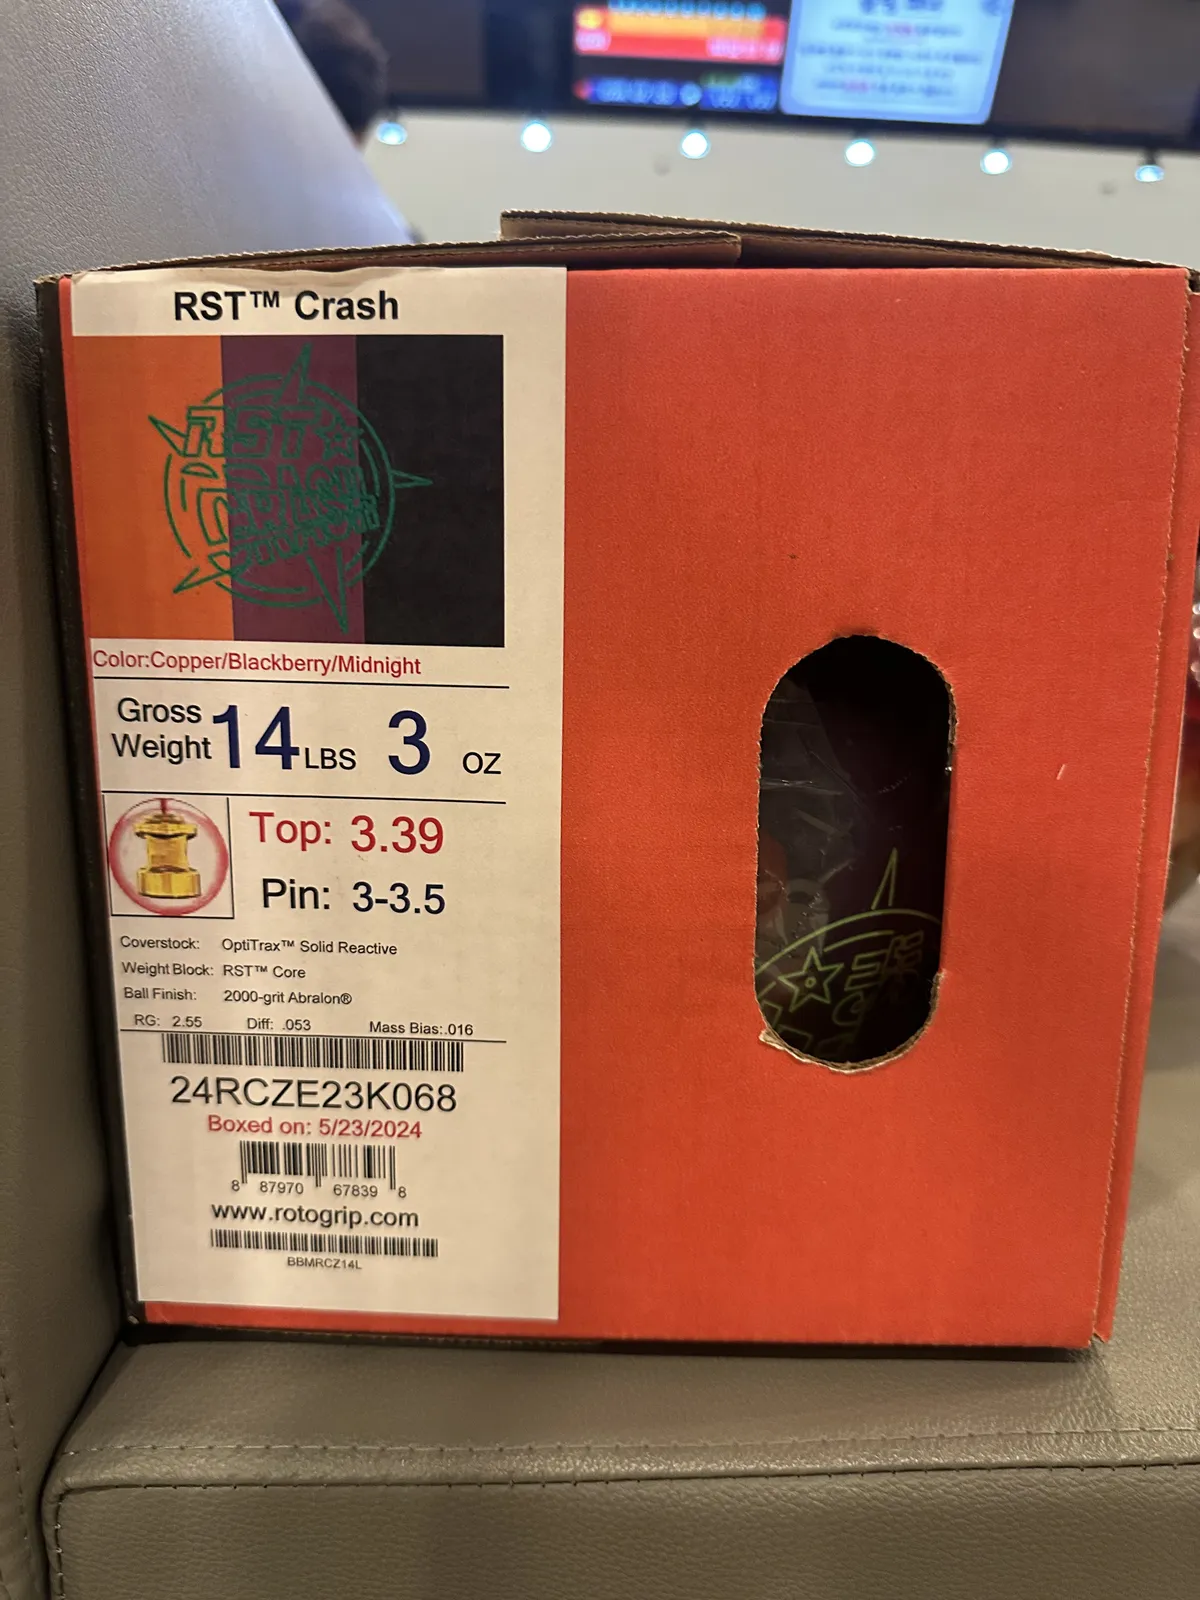 RST™ Crash
RST
Color:Copper/Blackberry/Midnight
Gross Weight 14 LBS 3 OZ
Top: 3.39
Pin: 3-3.5
Coverstock: OptiTrax™ Solid Reactive
Weight Block: RST™ Core
Ball Finish: 2000-grit Abralon®
RG: 2.55 Diff: .053 Mass Bias:.016
24RCZE23K068
Boxed on: 5/23/2024
8 87970 67839 8
www.rotogrip.com
BBMRCZ14L